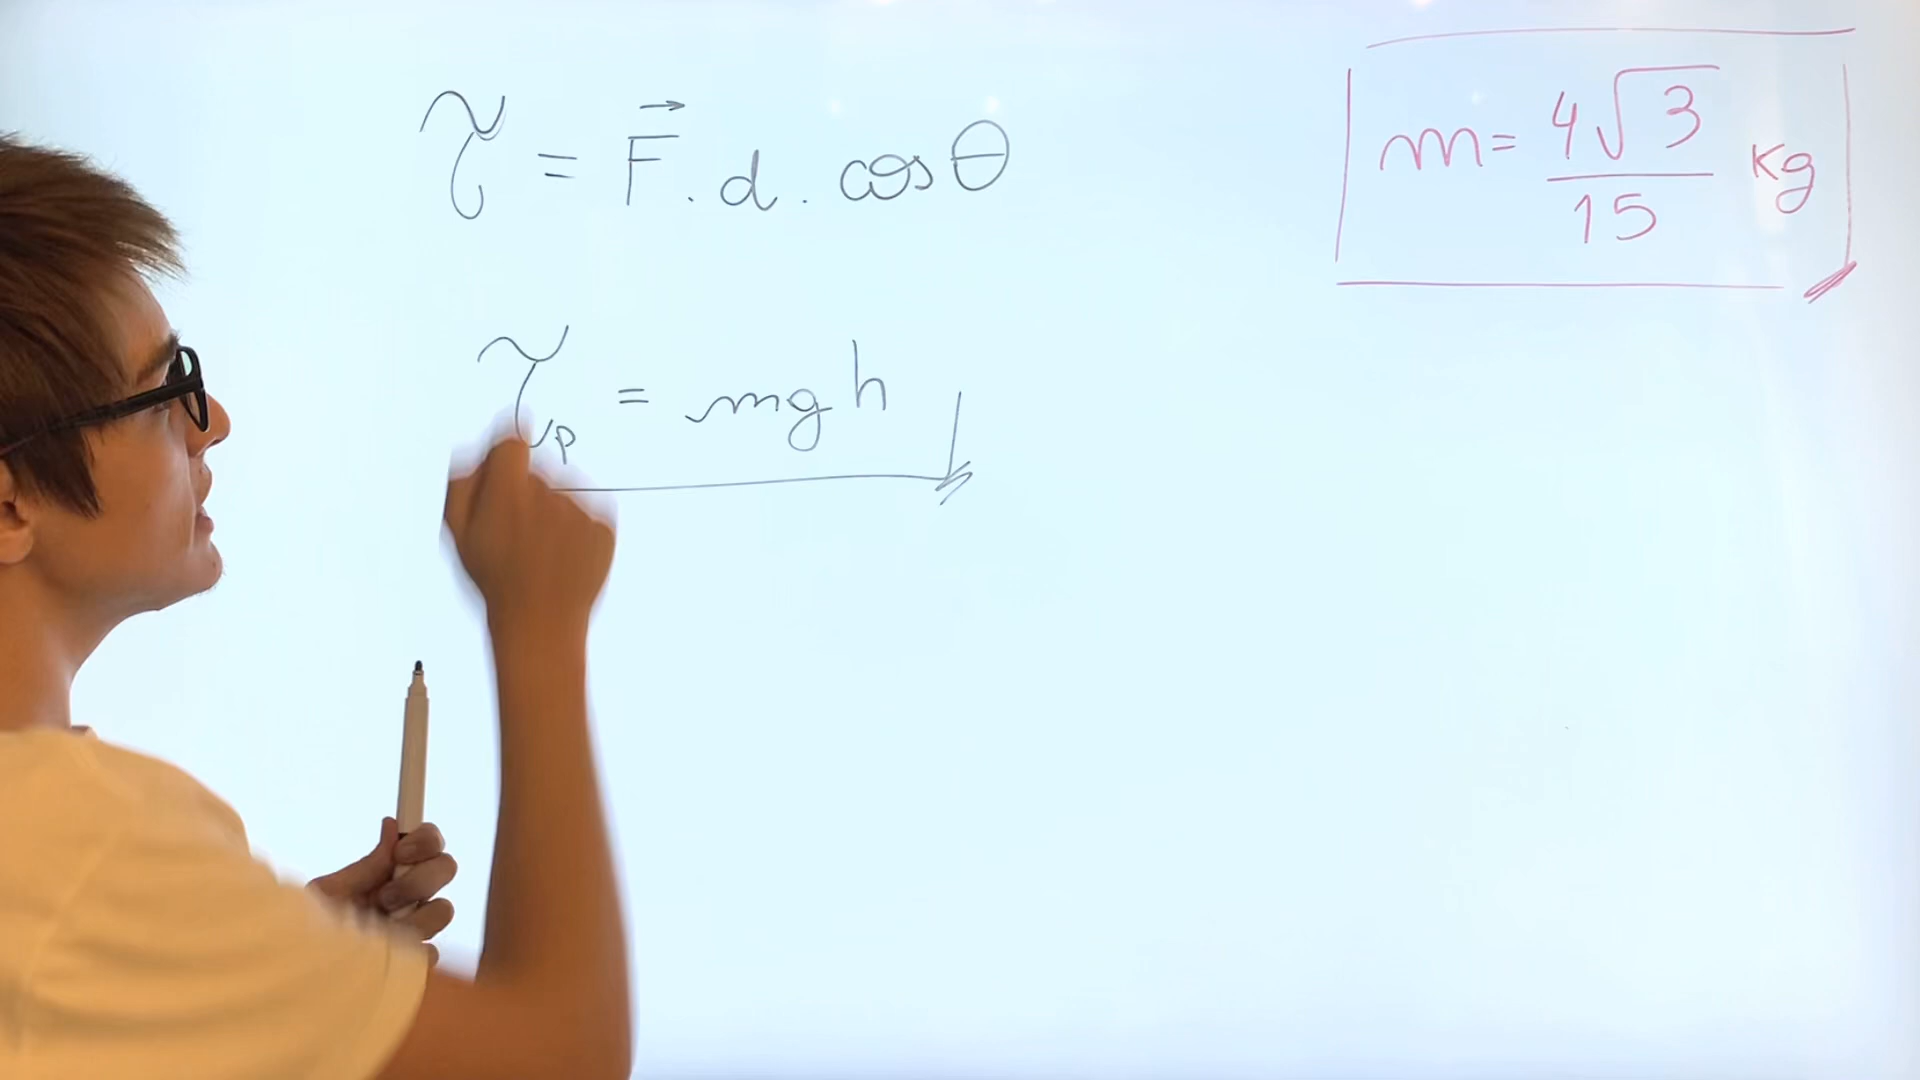 𝜏 = F⃗ . d . cos θ
m = 4√3/15 kg
𝜏p = mgh